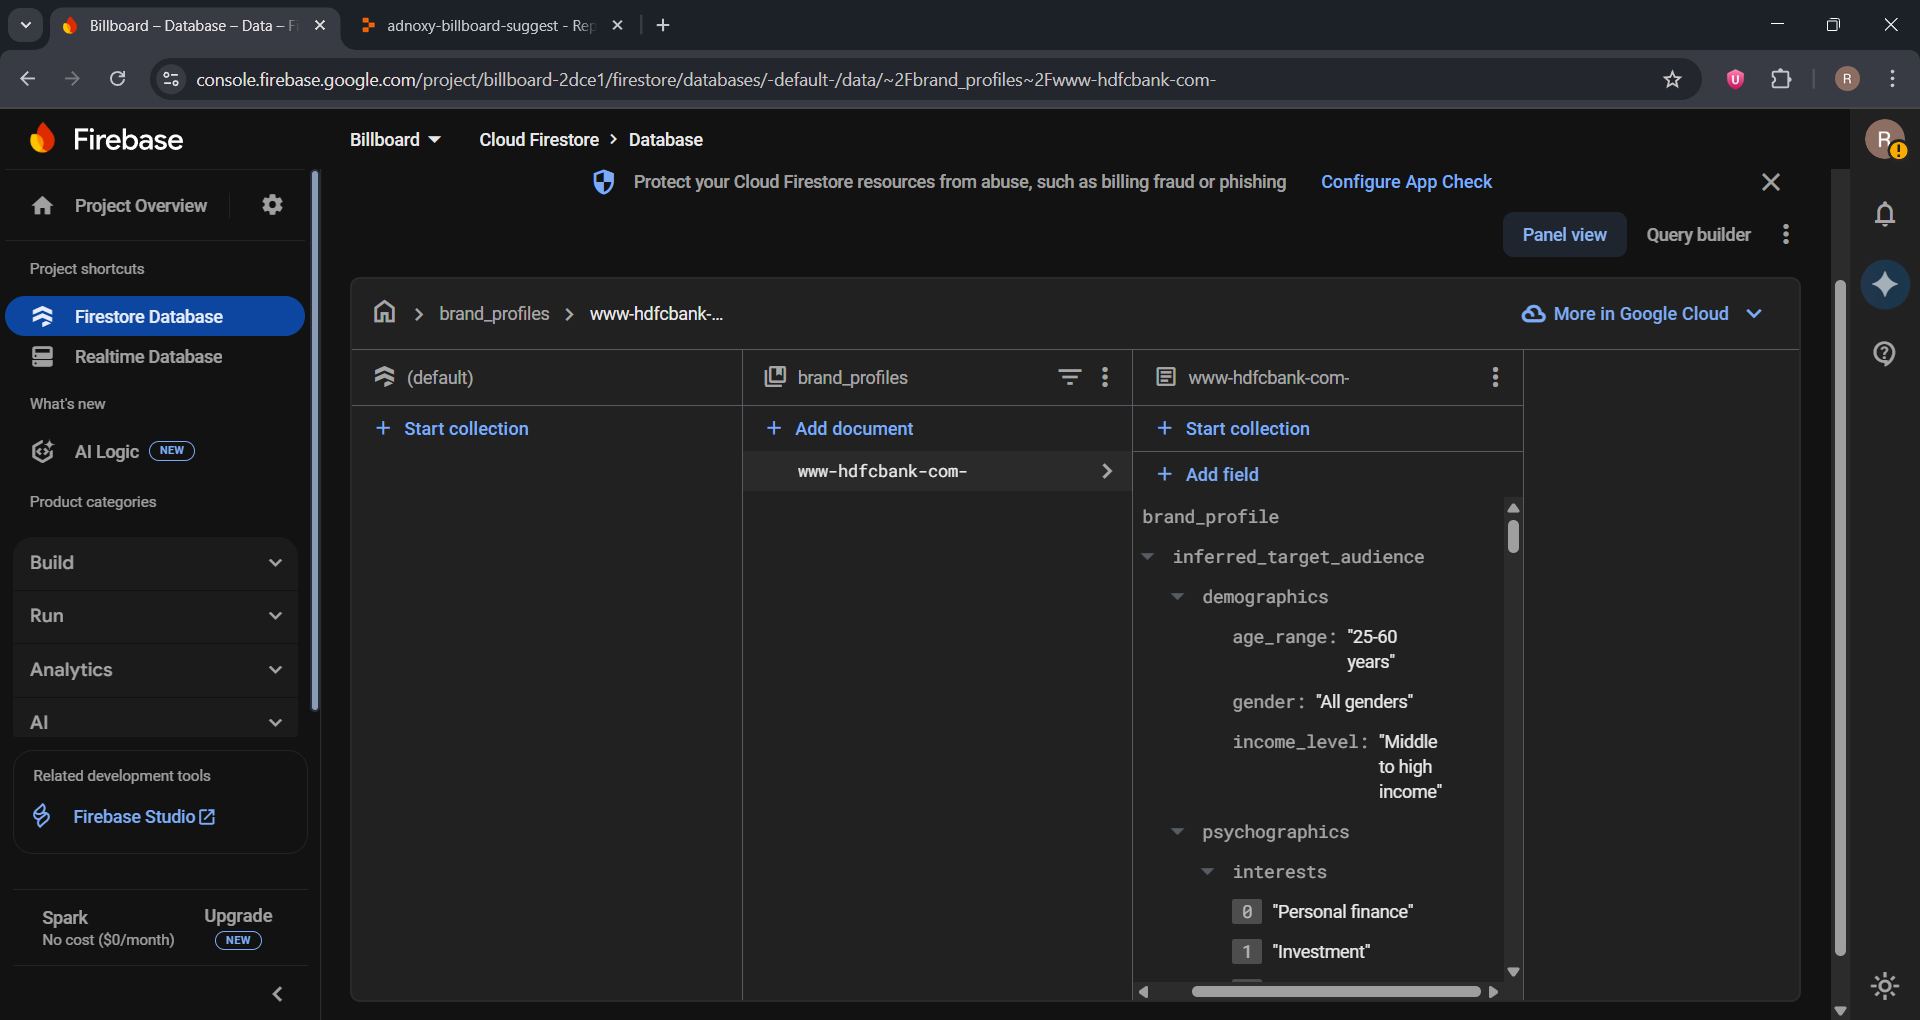 Billboard – Database – Data – Fi
adnoxy-billboard-suggest - Rep
console.firebase.google.com/project/billboard-2dce1/firestore/databases/-default-/data/~2Fbrand_profiles~2Fwww-hdfcbank-com-
U
R
Firebase
Billboard
Cloud Firestore > Database
R
Protect your Cloud Firestore resources from abuse, such as billing fraud or phishing
Configure App Check
Project Overview
Panel view
Query builder
Project shortcuts
Firestore Database
Realtime Database
What's new
AI Logic NEW
Product categories
Build
Run
Analytics
AI
Related development tools
Firebase Studio
Spark
No cost ($0/month)
Upgrade
NEW
brand_profiles
www-hdfcbank-...
More in Google Cloud
(default)
+ Start collection
brand_profiles
+ Add document
www-hdfcbank-com-
www-hdfcbank-com-
+ Start collection
+ Add field
brand_profile
inferred_target_audience
demographics
age_range: "25-60
years"
gender: "All genders"
income_level: "Middle
to high
income"
psychographics
interests
0 "Personal finance"
1 "Investment"